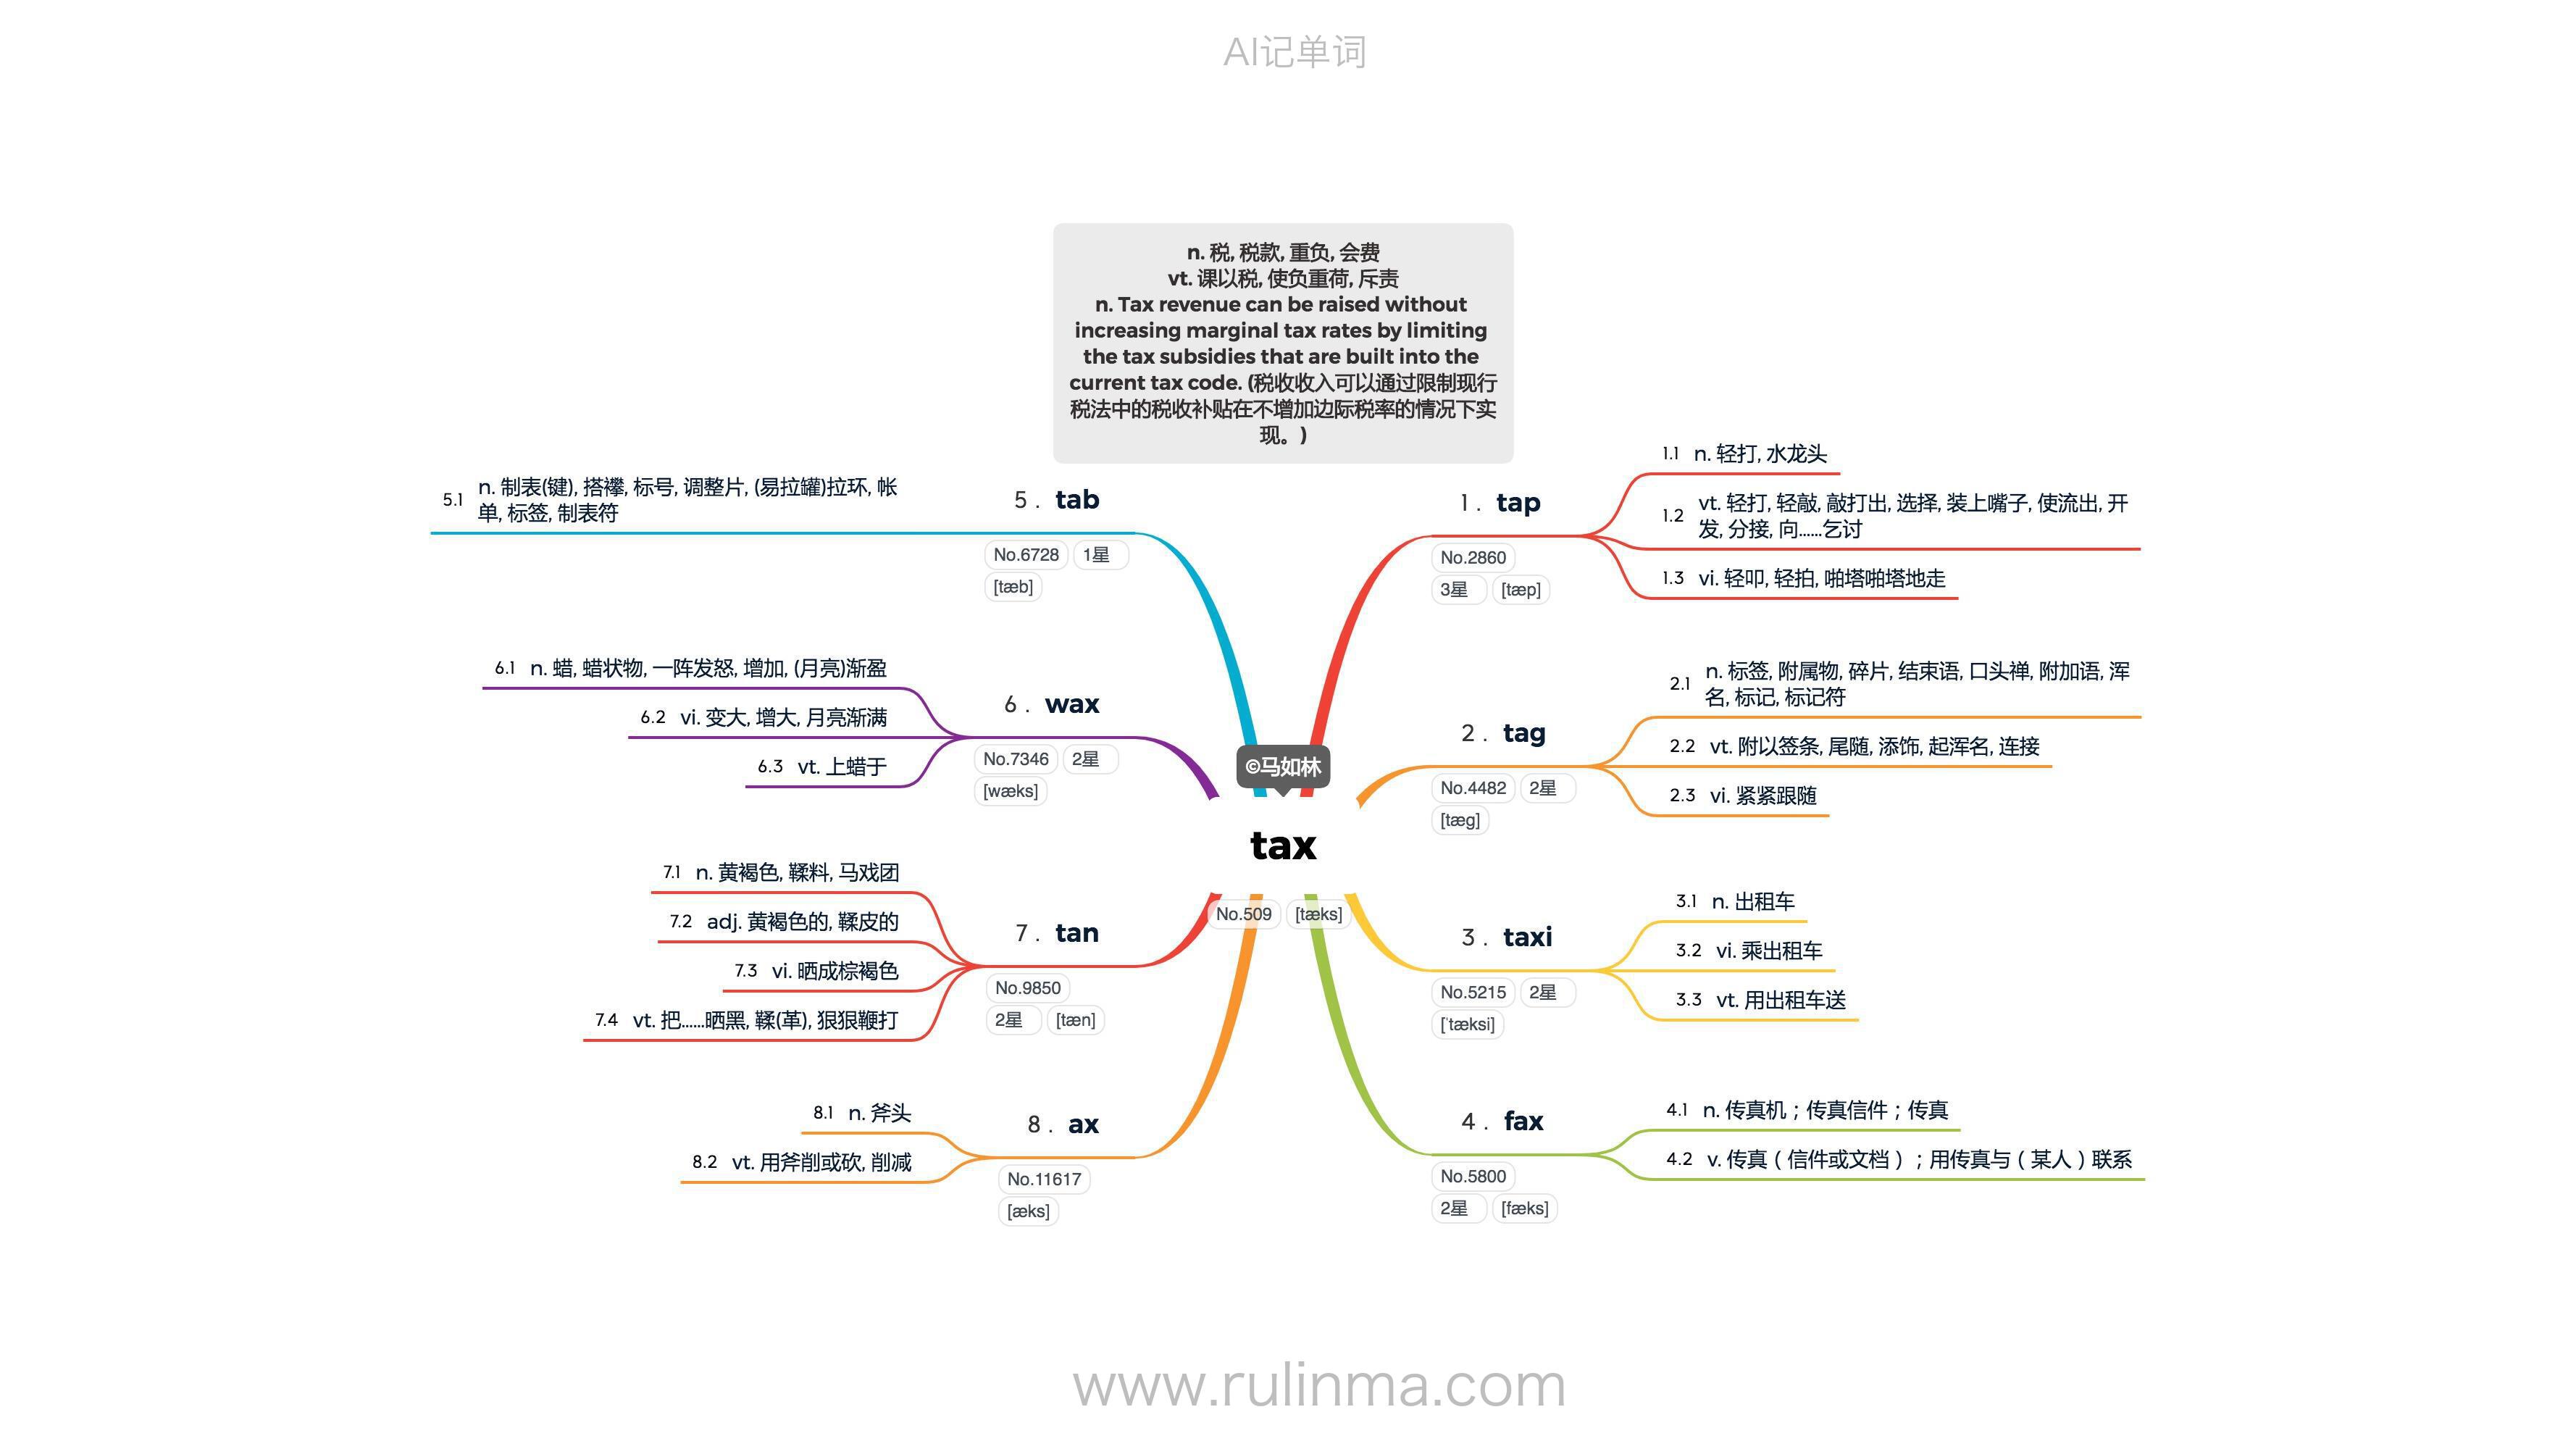 AI记单词
n. 税, 税款, 重负, 会费
vt. 课以税, 使负重荷, 斥责
n. Tax revenue can be raised without
increasing marginal tax rates by limiting
the tax subsidies that are built into the
current tax code. (税收收入可以通过限制现行
税法中的税收补贴在不增加边际税率的情况下实
现。)
©马如林
tax
No.509 [tæks]
1. tap
No.2860
3星 [tæp]
1.1 n. 轻打, 水龙头
1.2 vt. 轻打, 轻敲, 敲打出, 选择, 装上嘴子, 使流出, 开
发, 分接, 向……乞讨
1.3 vi. 轻叩, 轻拍, 啪塔啪塔地走
2. tag
No.4482 2星
[tæg]
2.1 n. 标签, 附属物, 碎片, 结束语, 口头禅, 附加语, 浑
名, 标记, 标记符
2.2 vt. 附以签条, 尾随, 添饰, 起浑名, 连接
2.3 vi. 紧紧跟随
3. taxi
No.5215 2星
['tæksi]
3.1 n. 出租车
3.2 vi. 乘出租车
3.3 vt. 用出租车送
4. fax
No.5800
2星 [fæks]
4.1 n. 传真机；传真信件；传真
4.2 v. 传真（信件或文档）；用传真与（某人）联系
5. tab
No.6728 1星
[tæb]
5.1 n. 制表(键), 搭襻, 标号, 调整片, (易拉罐)拉环, 帐
单, 标签, 制表符
6. wax
No.7346 2星
[wæks]
6.1 n. 蜡, 蜡状物, 一阵发怒, 增加, (月亮)渐盈
6.2 vi. 变大, 增大, 月亮渐满
6.3 vt. 上蜡于
7. tan
No.9850
2星 [tæn]
7.1 n. 黄褐色, 鞣料, 马戏团
7.2 adj. 黄褐色的, 鞣皮的
7.3 vi. 晒成棕褐色
7.4 vt. 把……晒黑, 鞣(革), 狠狠鞭打
8. ax
No.11617
[æks]
8.1 n. 斧头
8.2 vt. 用斧削或砍, 削减
www.rulinma.com